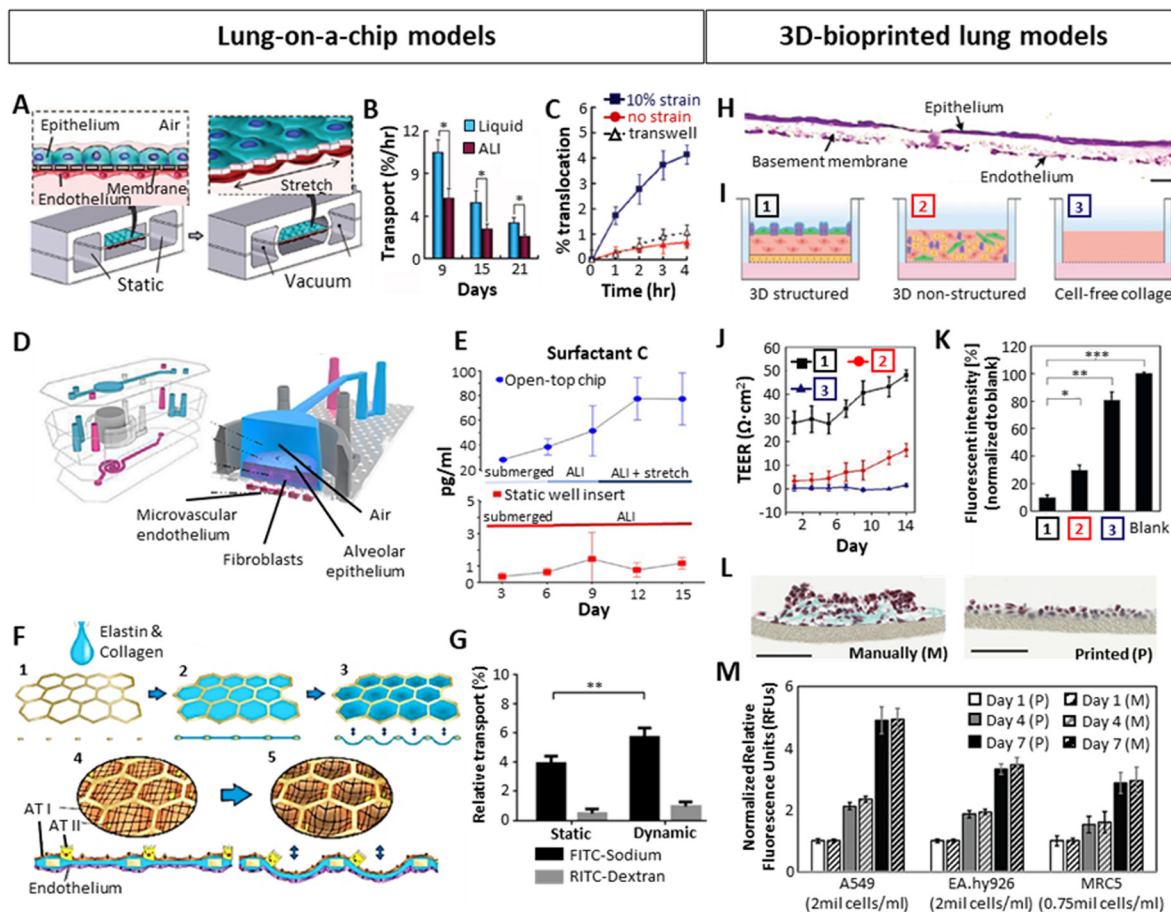 Lung-on-a-chip models
3D-bioprinted lung models
A
Epithelium
Air
Membrane
Endothelium
Stretch
Static
Vacuum
B
Transport (%/hr)
12
8
4
0
Liquid
ALI
*
*
*
9 15 21
Days
C
% translocation
6
5
4
3
2
1
0
10% strain
no strain
transwell
0 1 2 3 4
Time (hr)
H
Epithelium
Basement membrane
Endothelium
I
1
2
3
3D structured
3D non-structured
Cell-free collage
D
Air
Microvascular
endothelium
Fibroblasts
Alveolar
epithelium
E
Surfactant C
pg/ml
100
80
60
40
20
Open-top chip
submerged ALI ALI + stretch
Static well insert
submerged ALI
3
2
1
0
3 6 9 12 15
Day
J
1
2
3
TEER (Ω·cm²)
60
50
40
30
20
10
0
-10
0 2 4 6 8 10 12 14
Day
K
Fluorescent intensity [%]
(normalized to blank)
120
100
80
60
40
20
0
***
**
*
1 2 3 Blank
F
Elastin &
Collagen
1 2 3
4 5
AT I
AT II
Endothelium
G
Relative transport (%)
10
8
6
4
2
0
**
Static Dynamic
FITC-Sodium
RITC-Dextran
L
Manually (M)
Printed (P)
M
Normalized Relative
Fluorescence Units (RFUs)
8
6
4
2
0
Day 1 (P) Day 1 (M)
Day 4 (P) Day 4 (M)
Day 7 (P) Day 7 (M)
A549
(2mil cells/ml)
EA.hy926
(2mil cells/ml)
MRC5
(0.75mil cells/ml)